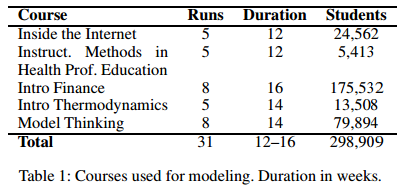 Course Runs Duration Students
Inside the Internet 5 12 24,562
Instruct. Methods in 5 12 5,413
Health Prof. Education
Intro Finance 8 16 175,532
Intro Thermodynamics 5 14 13,508
Model Thinking 8 14 79,894
Total 31 12–16 298,909
Table 1: Courses used for modeling. Duration in weeks.